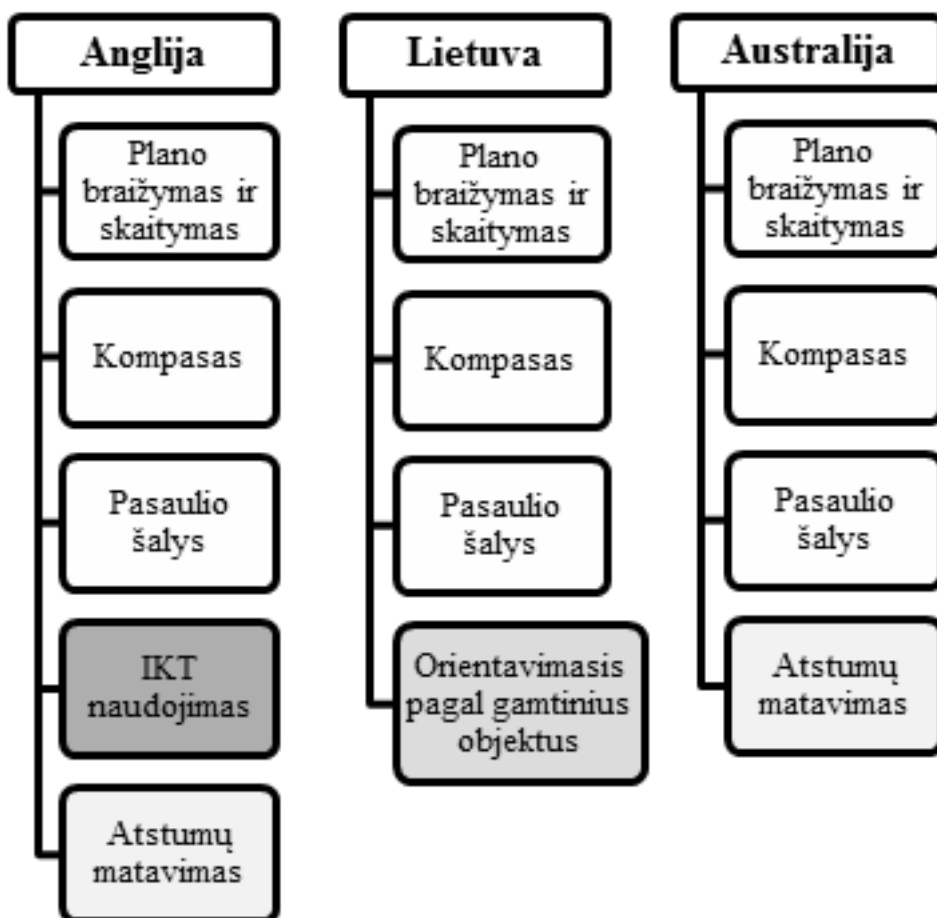 Anglija
Plano
braižymas ir
skaitymas
Kompasas
Pasaulio
šalys
IKT
naudojimas
Atstumų
matavimas
Lietuva
Plano
braižymas ir
skaitymas
Kompasas
Pasaulio
šalys
Orientavimasis
pagal gamtinius
objektus
Australija
Plano
braižymas ir
skaitymas
Kompasas
Pasaulio
šalys
Atstumų
matavimas